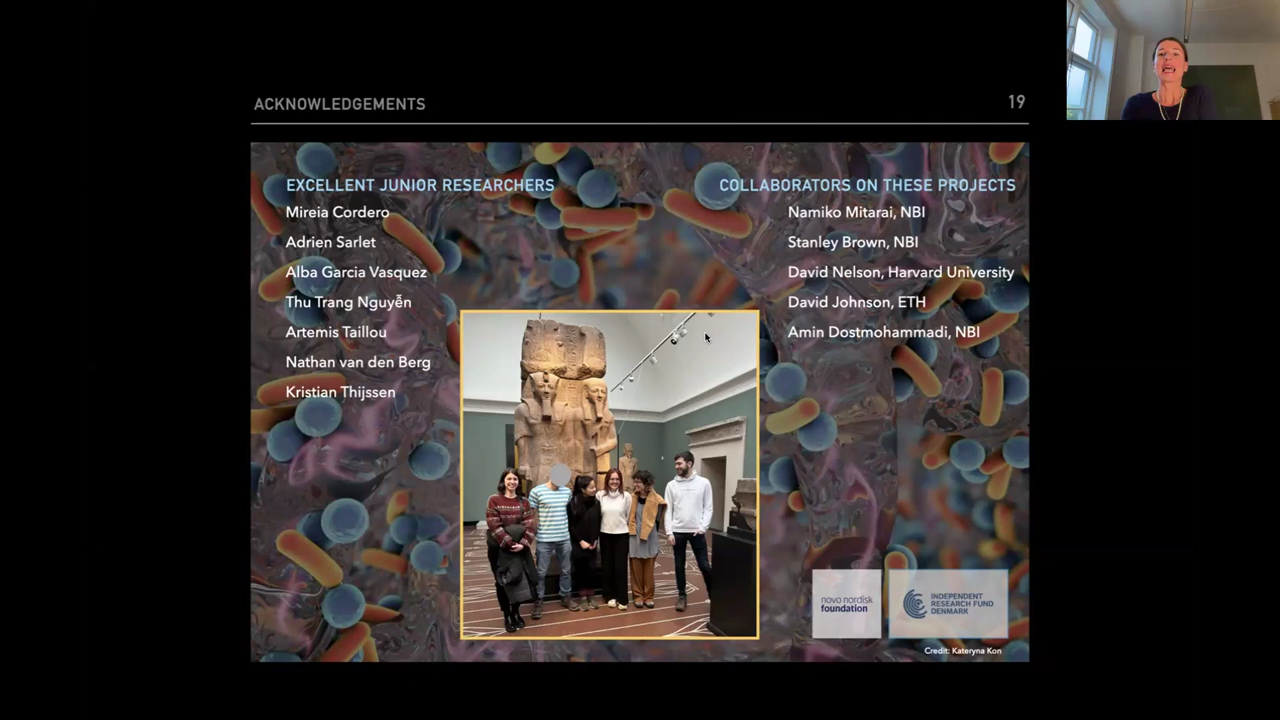 ACKNOWLEDGEMENTS
19
EXCELLENT JUNIOR RESEARCHERS
Mireia Cordero
Adrien Sarlet
Alba Garcia Vasquez
Thu Trang Nguyễn
Artemis Taillou
Nathan van den Berg
Kristian Thijssen
COLLABORATORS ON THESE PROJECTS
Namiko Mitarai, NBI
Stanley Brown, NBI
David Nelson, Harvard University
David Johnson, ETH
Amin Dostmohammadi, NBI
novo nordisk
foundation
INDEPENDENT
RESEARCH FUND
DENMARK
Credit: Kateryna Kon